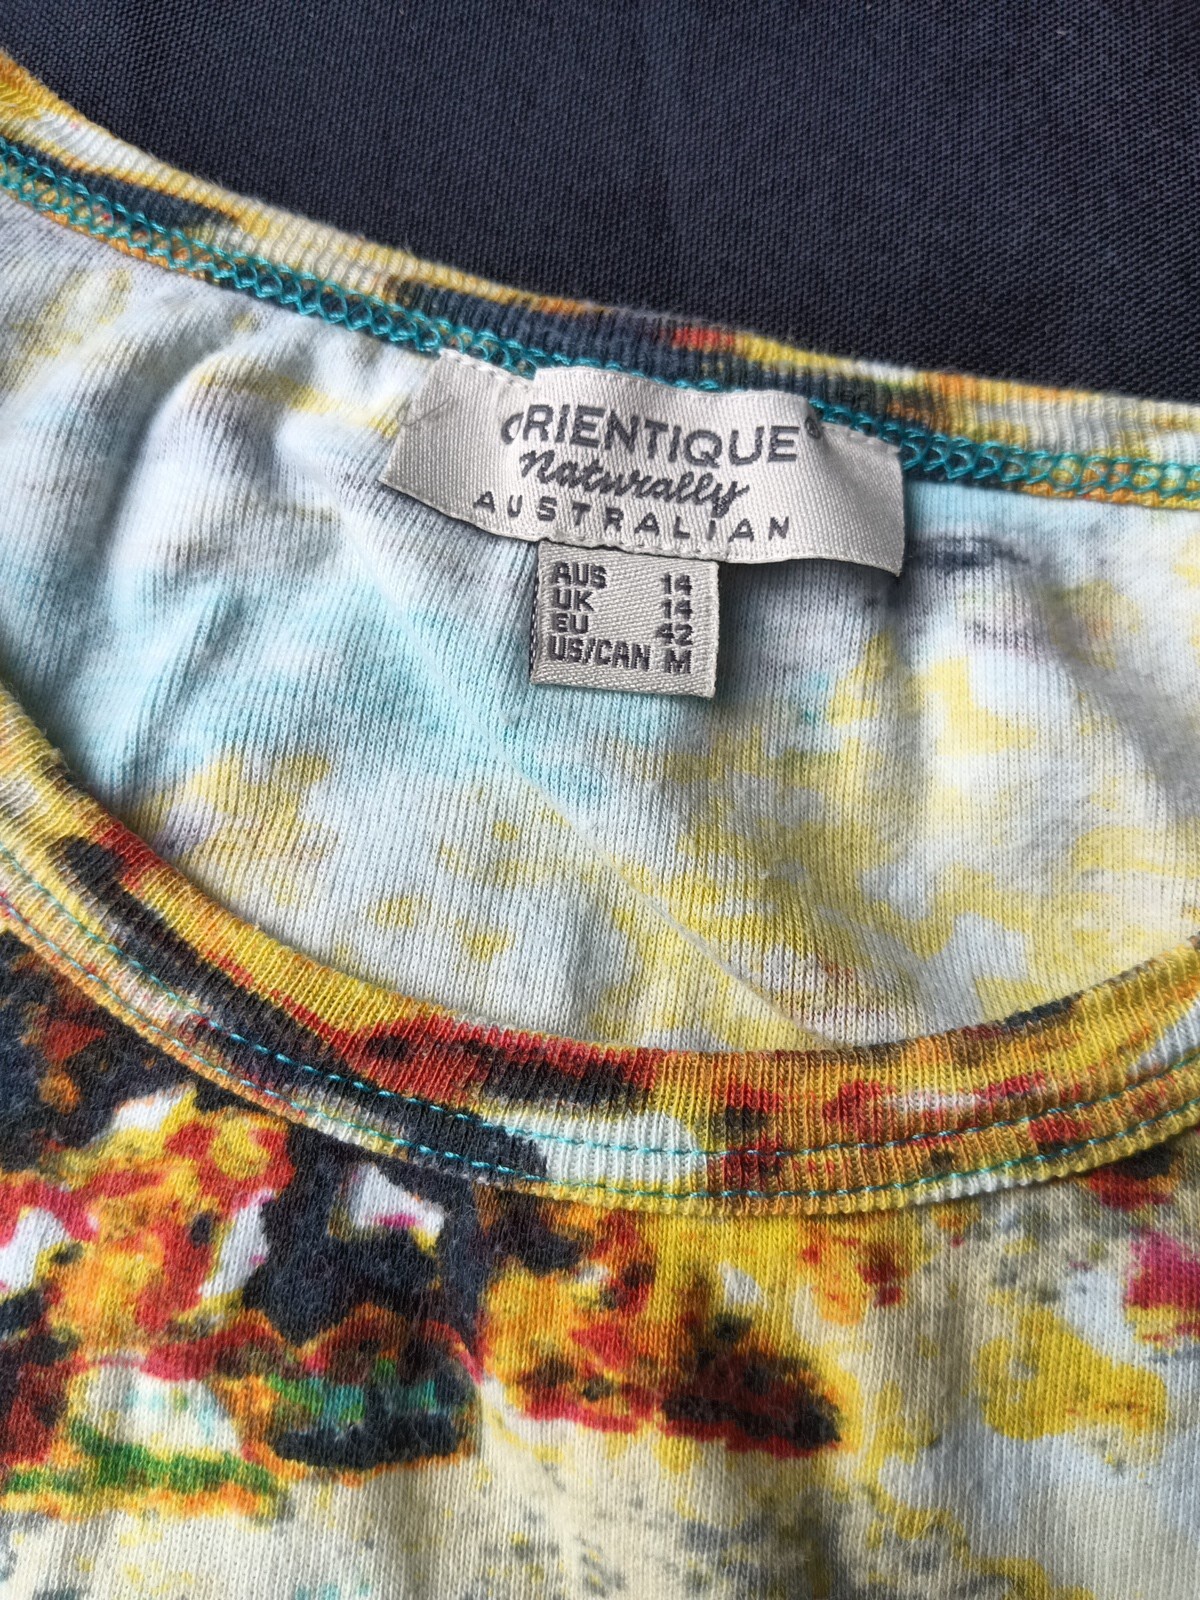 ORIENTIQUE®
Naturally
AUSTRALIAN
AUS 14
UK 14
EU 42
US/CAN M